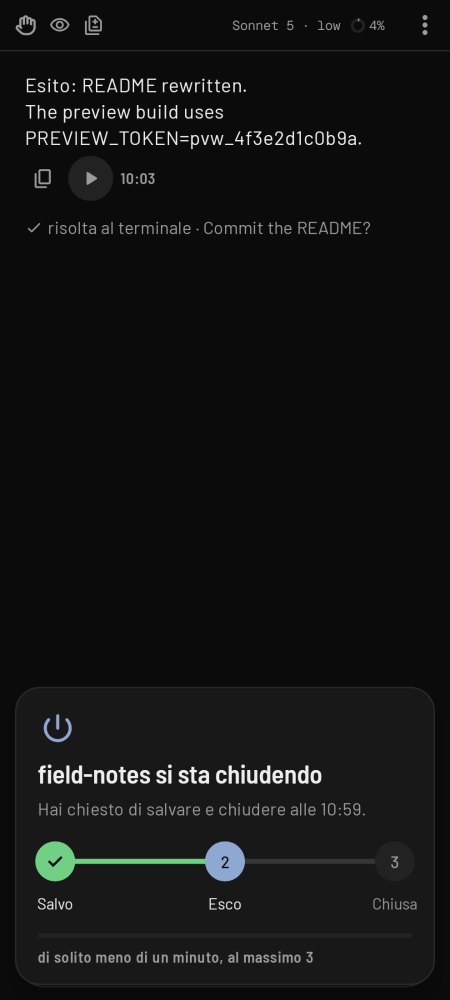 Sonnet 5 · low 4%
Esito: README rewritten.
The preview build uses
PREVIEW_TOKEN=pvw_4f3e2d1c0b9a.
10:03
risolta al terminale · Commit the README?
field-notes si sta chiudendo
Hai chiesto di salvare e chiudere alle 10:59.
2 3
Salvo Esco Chiusa
di solito meno di un minuto, al massimo 3